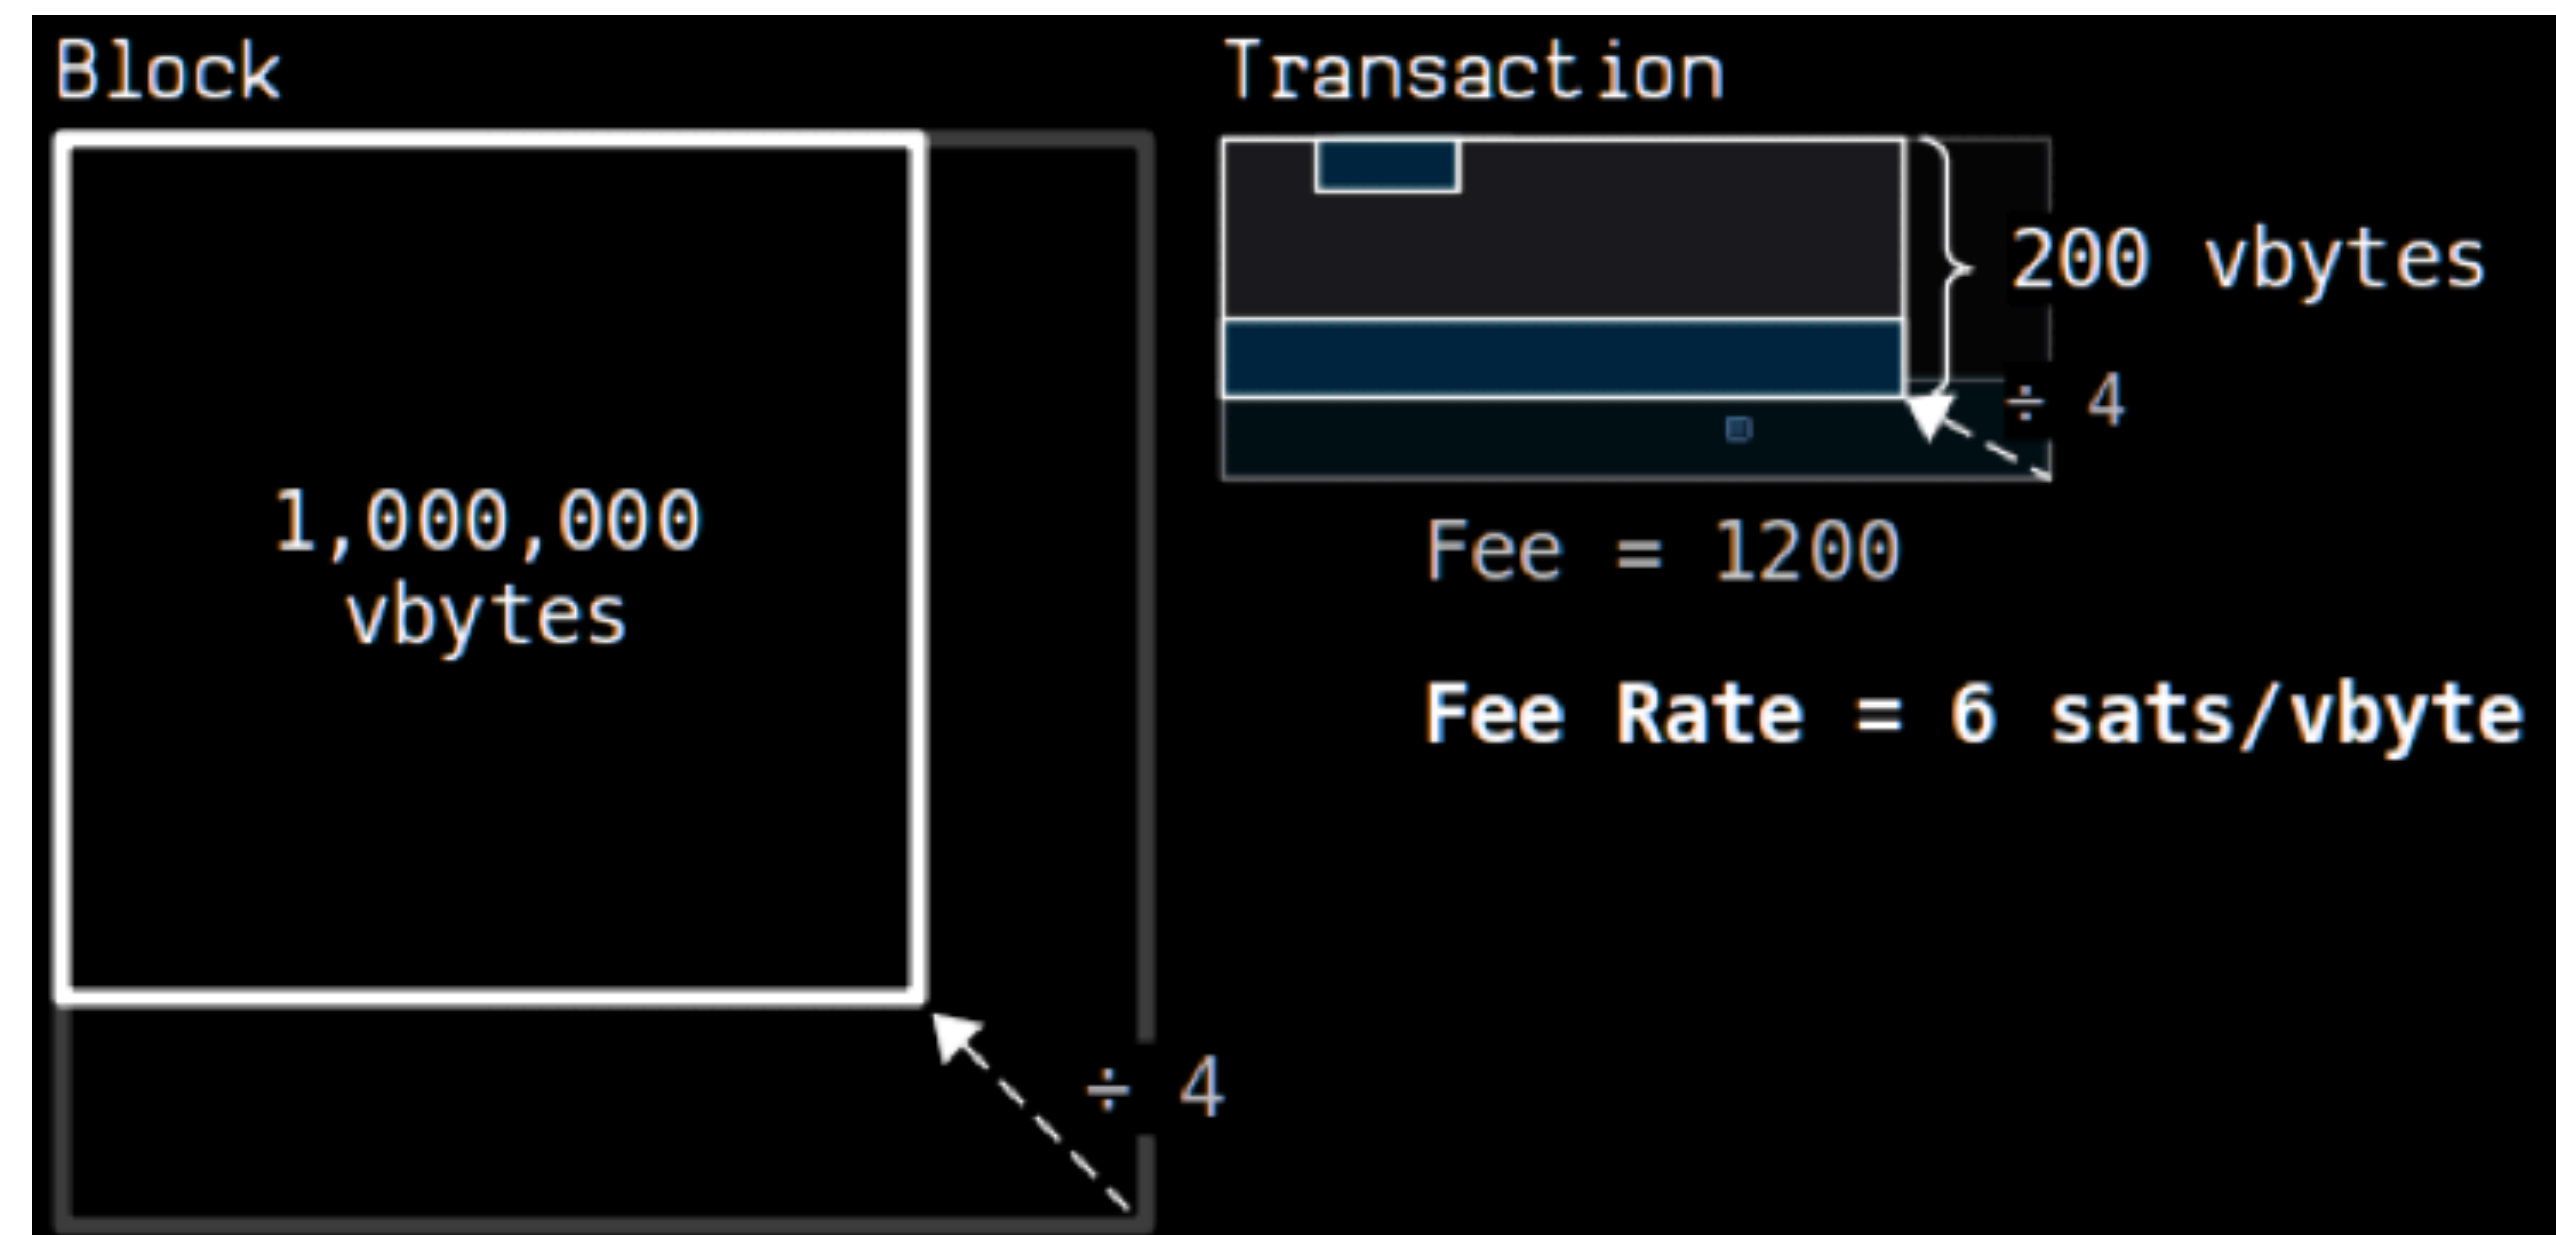 Block
1,000,000
vbytes
÷ 4
Transaction
200 vbytes
÷ 4
Fee = 1200
Fee Rate = 6 sats/vbyte